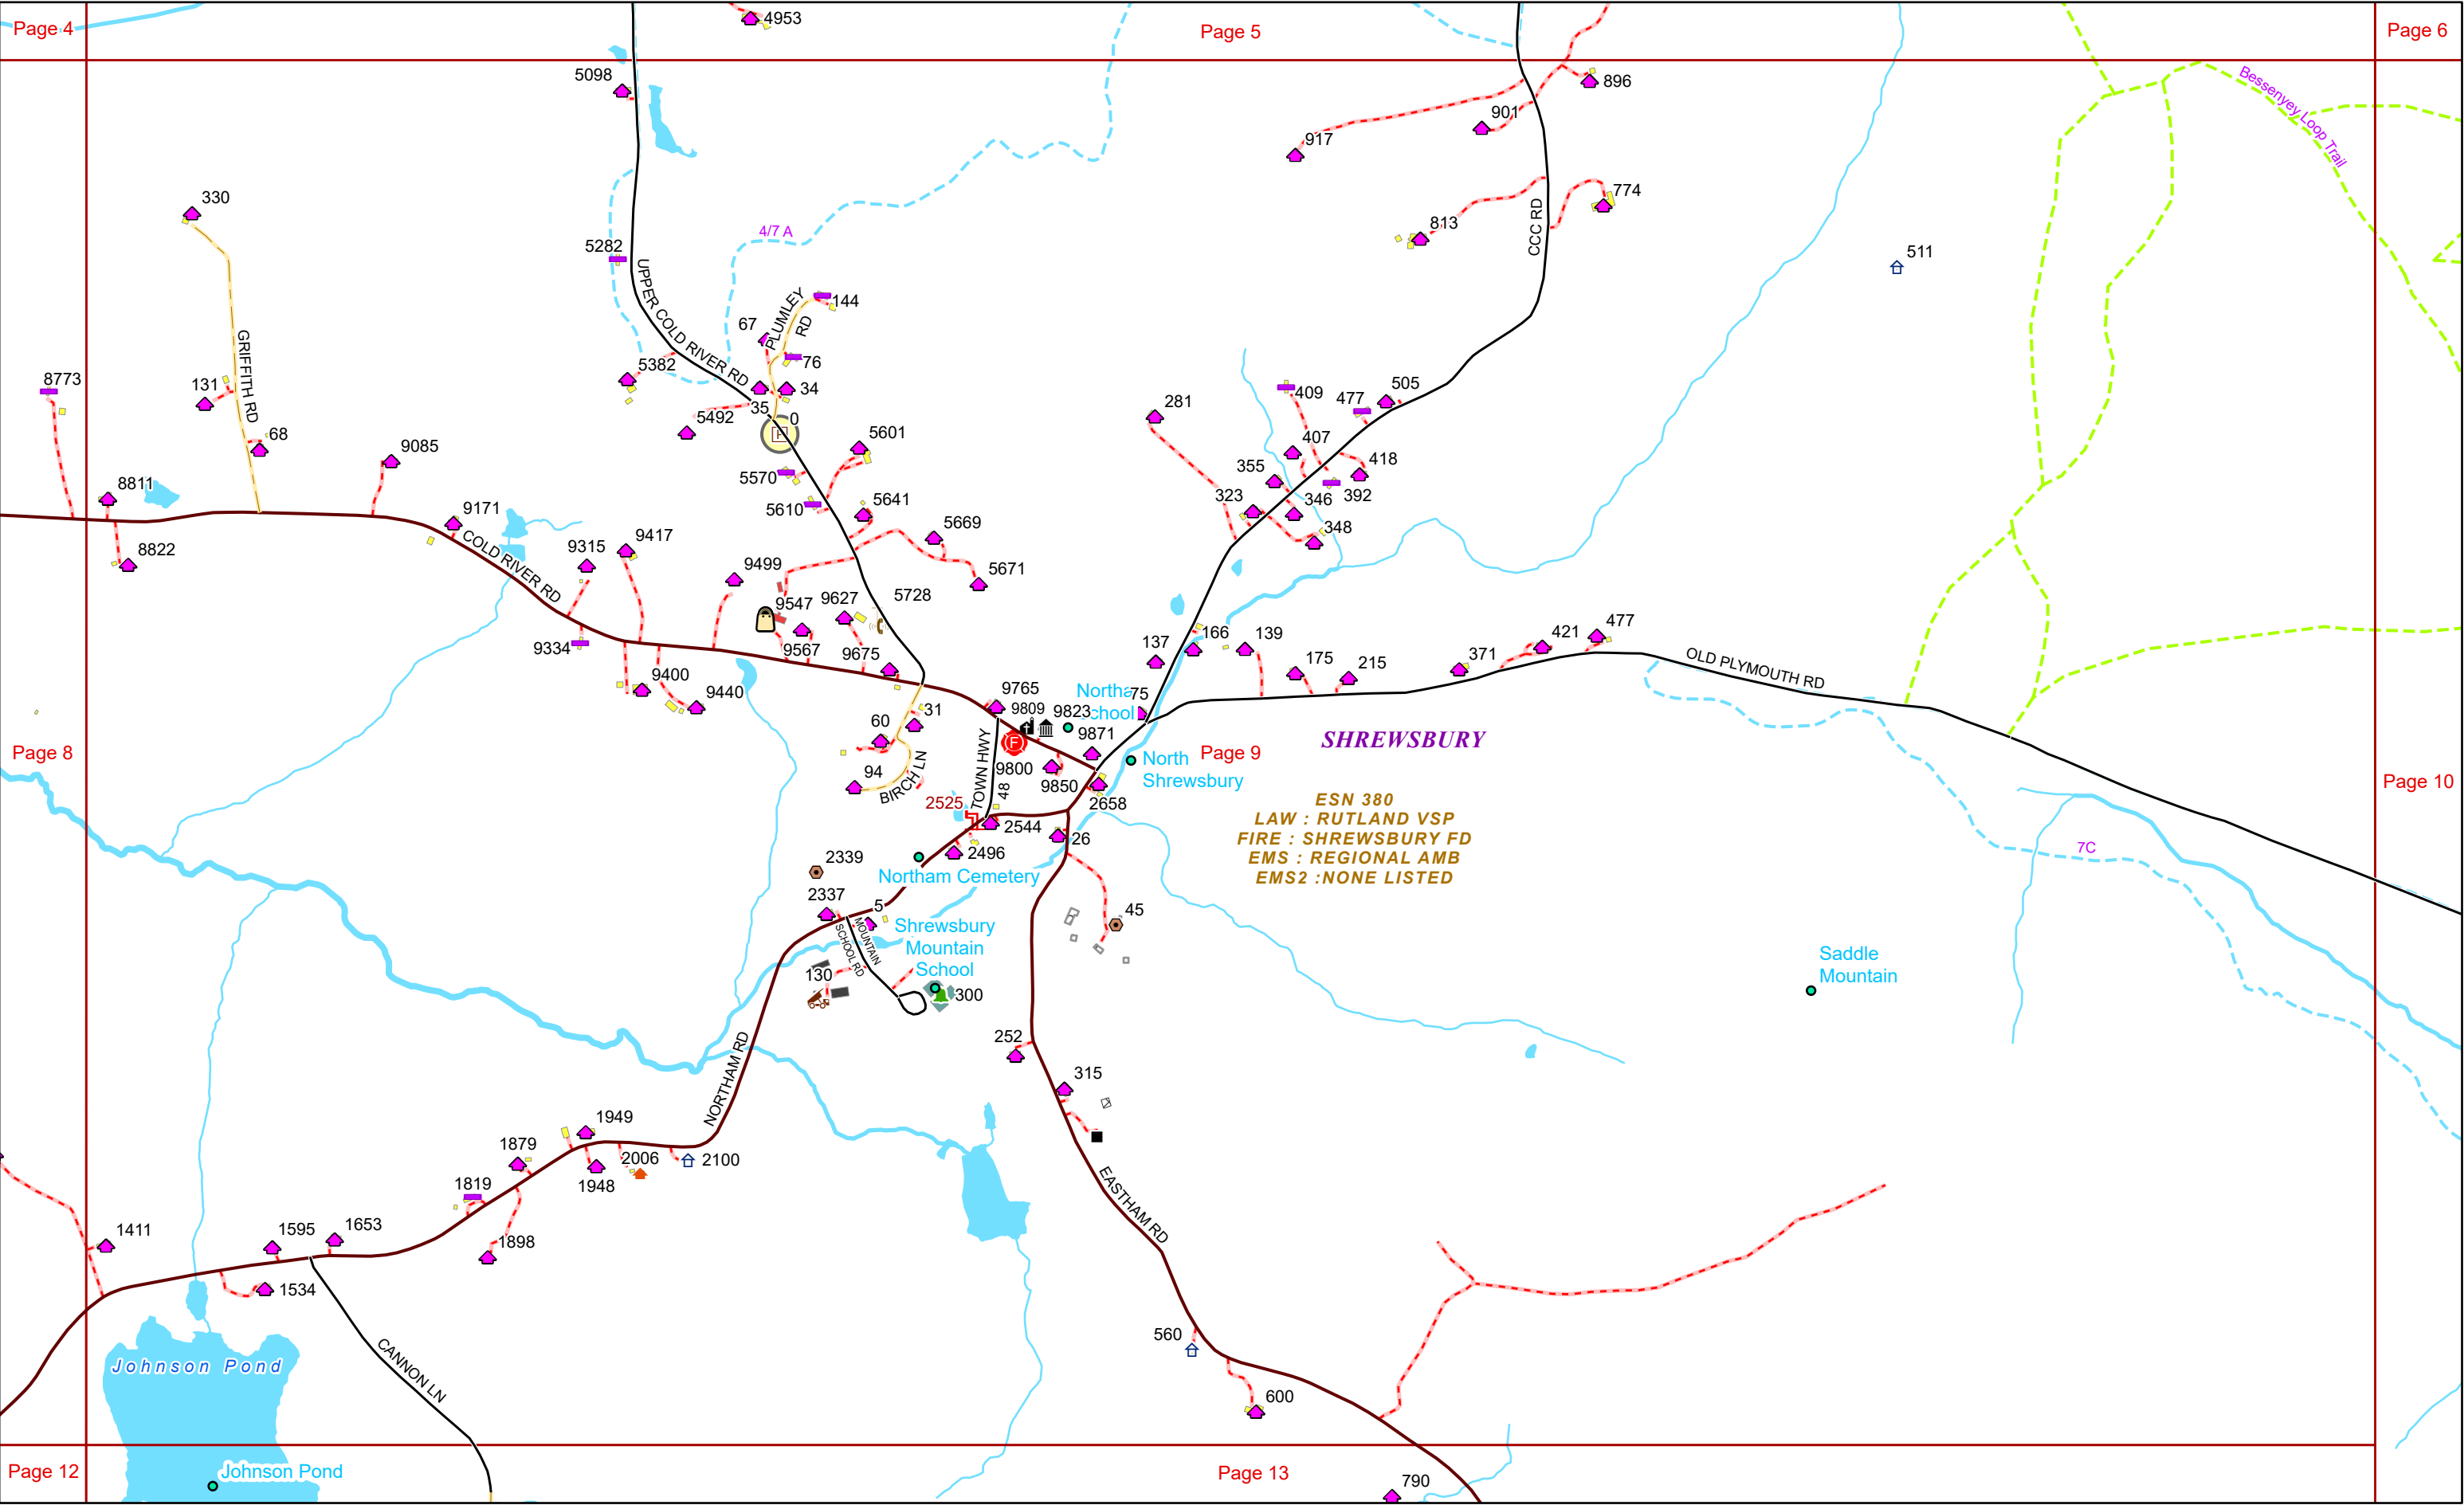 Page 4
4953
Page 5
Page 6
5098
896
901
917
Bessenyey Loop Trail
330
774
813
CCC RD
4/7 A
5282
511
UPPER COLD RIVER RD
PLUMLEY
RD
144
67
GRIFFITH RD
76
5382
8773
131
34
35
0
5492
409
477
505
281
68
5601
407
9085
418
355
5570
8811
392
323
346
5610
5641
348
9171
5669
COLD RIVER RD
9417
9315
8822
9499
5671
9547
9627
5728
166
139
421
477
137
9334
9567
9675
175
215
371
OLD PLYMOUTH RD
9400
9440
9765
Northa
75
31
9809
9823
chool
60
9871
SHREWSBURY
Page 8
Page 9
North
Shrewsbury
TOWN HWY
48
9800
94
BIRCH LN
9850
Page 10
2525
2658
ESN 380
LAW : RUTLAND VSP
FIRE : SHREWSBURY FD
EMS : REGIONAL AMB
EMS2 :NONE LISTED
2544
26
2496
7C
2339
Northam Cemetery
2337
5
45
MOUNTAIN
SCHOOL RD
Shrewsbury
Mountain
School
Saddle
Mountain
130
300
252
NORTHAM RD
315
1949
1879
2006
2100
1948
1819
EASTHAM RD
1411
1595
1653
1898
1534
560
Johnson Pond
CANNON LN
600
Page 12
Johnson Pond
Page 13
790